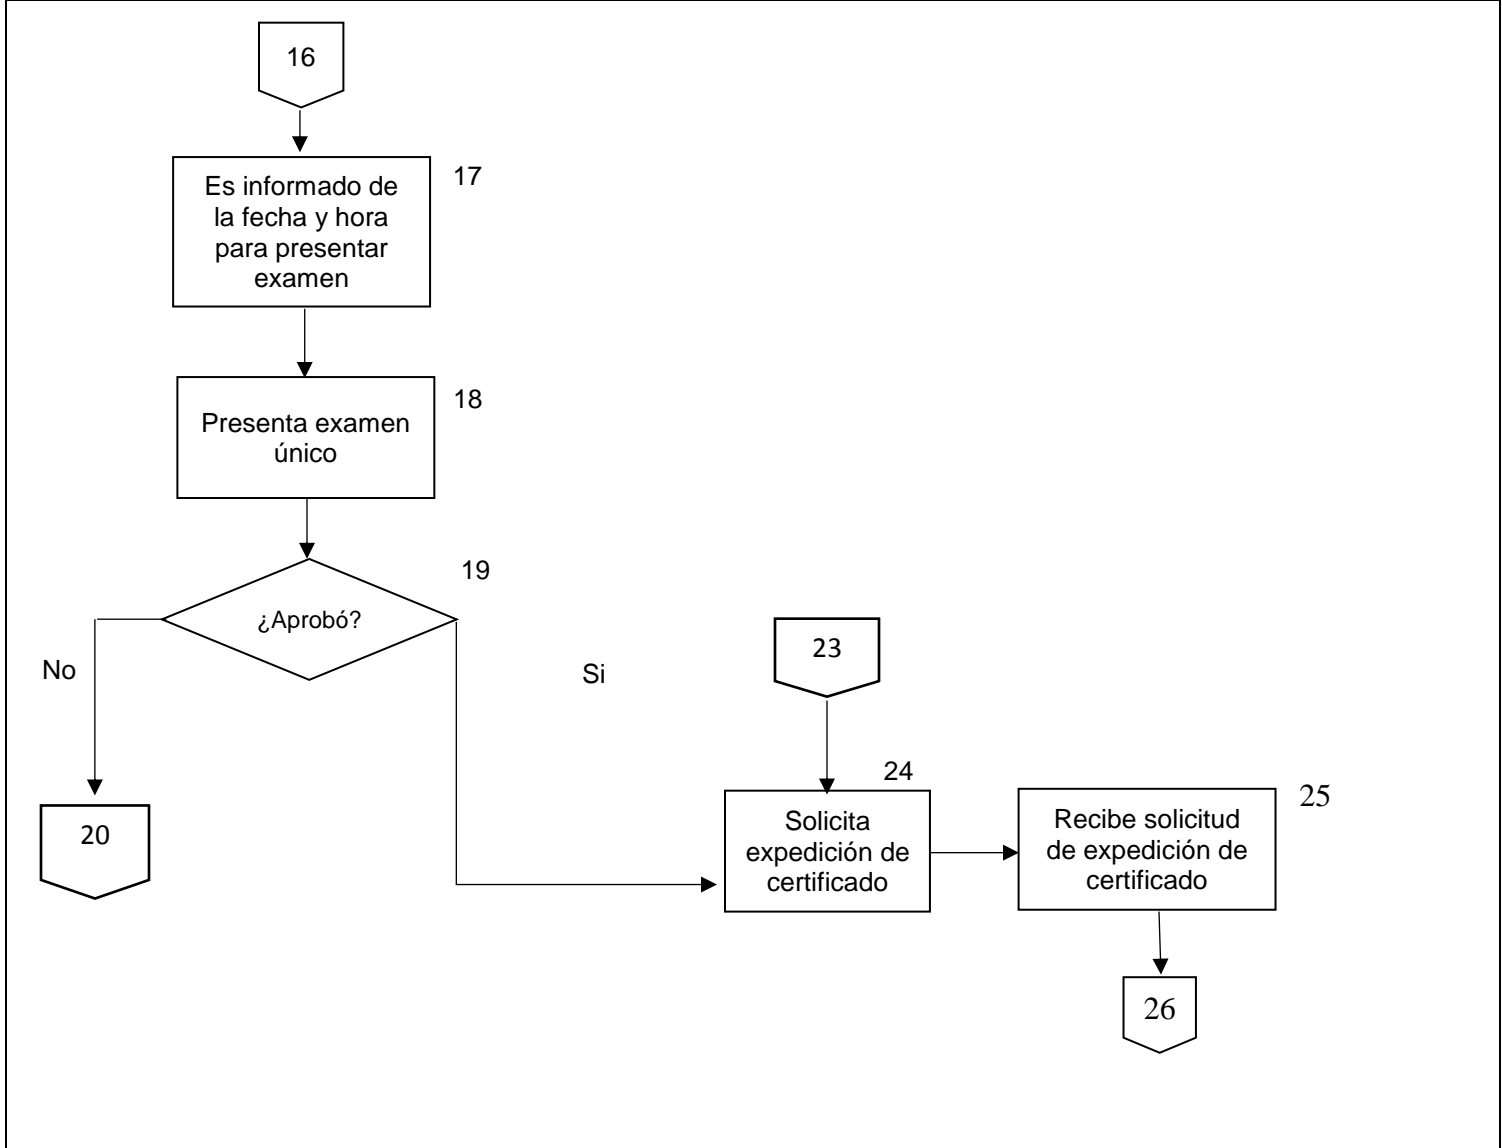 16
17
Es informado de
la fecha y hora
para presentar
examen
18
Presenta examen
único
19
¿Aprobó?
No
Si
20
23
24
Solicita
expedición de
certificado
25
Recibe solicitud
de expedición de
certificado
26